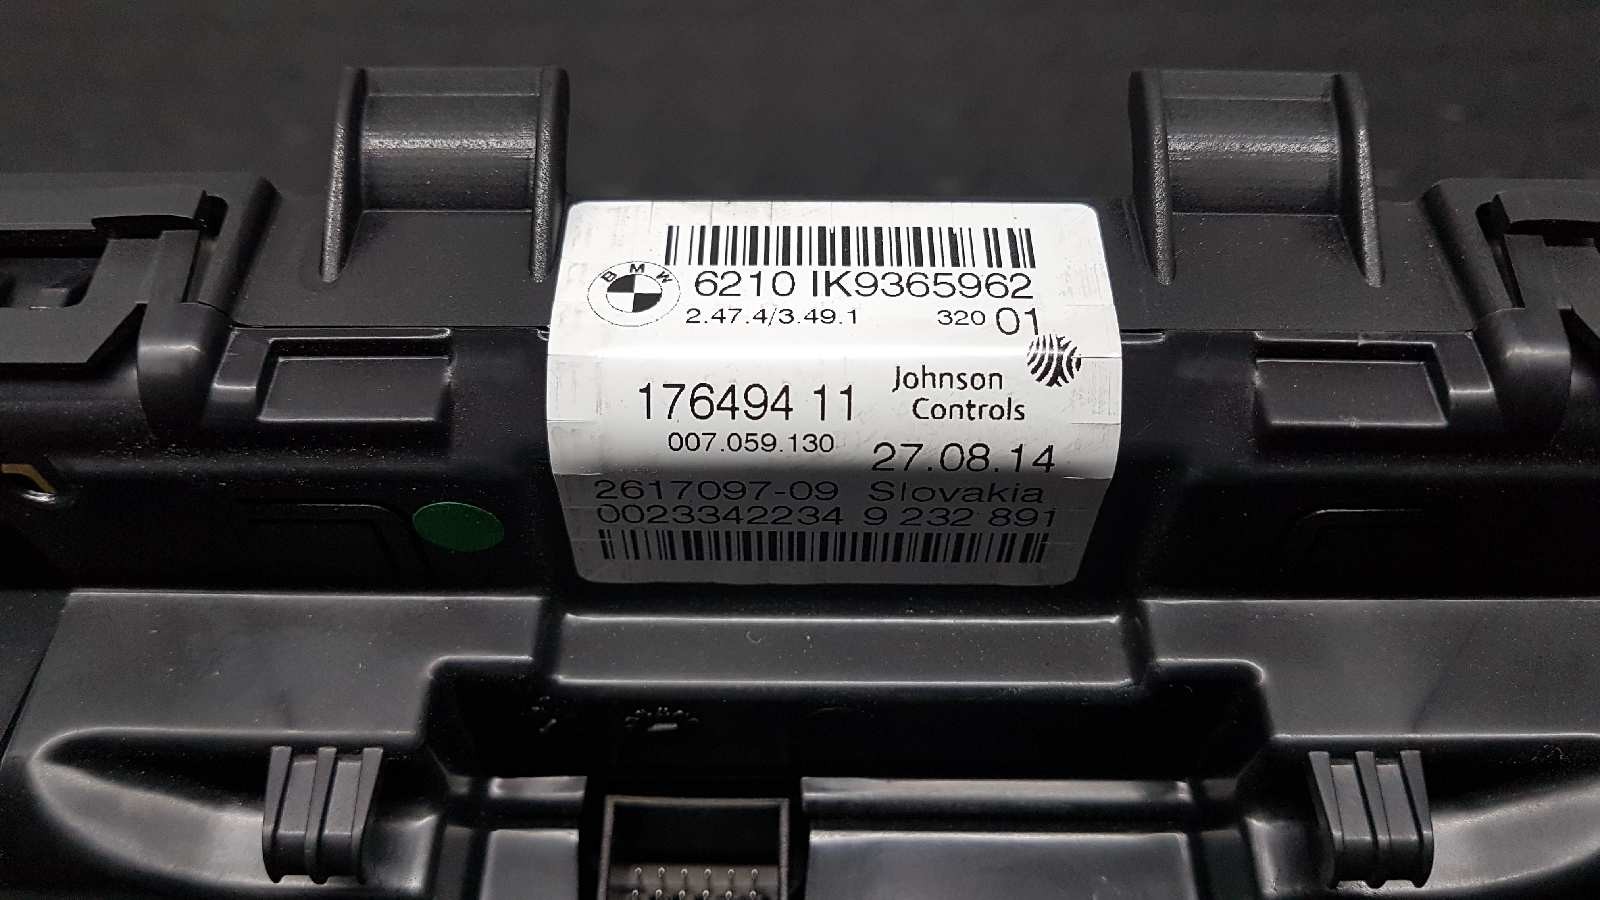 BMW
6210 IK9365962
2.47.4/3.49.1 320 01
176494 11
Johnson
Controls
007.059.130
27.08.14
2617097-09 Slovakia
0023342234 9 232 891